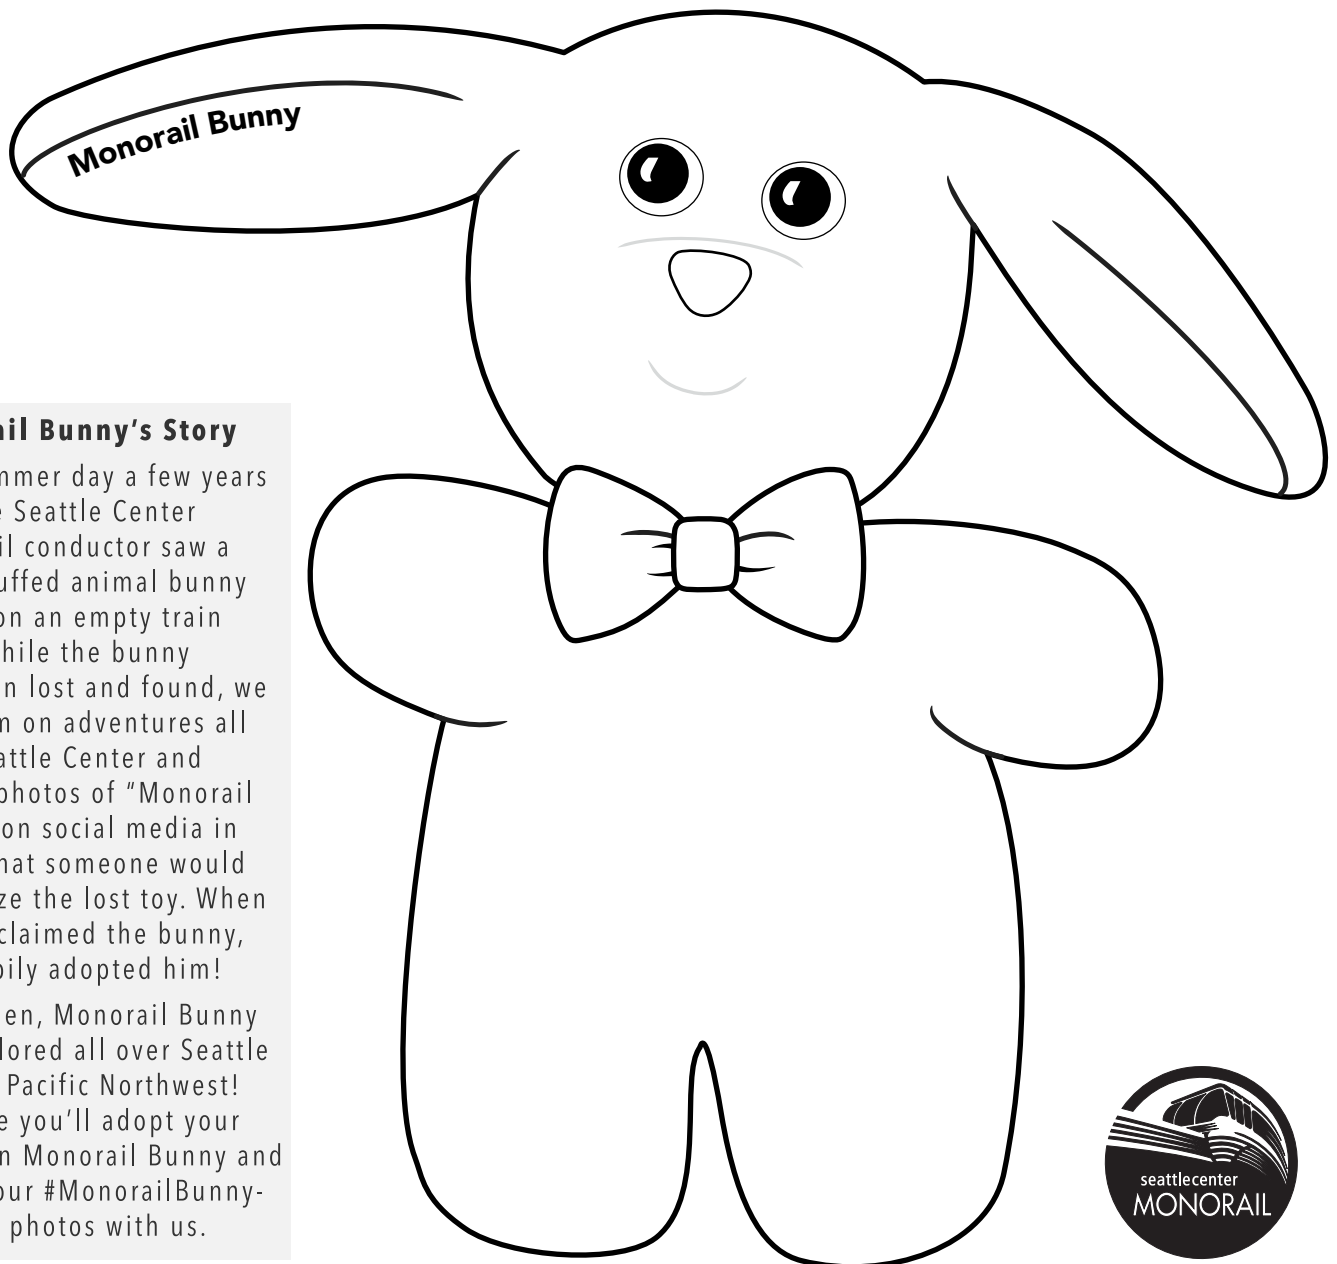 Monorail Bunny
ail Bunny's Story
mmer day a few years
e Seattle Center
il conductor saw a
uffed animal bunny
on an empty train
hile the bunny
n lost and found, we
m on adventures all
attle Center and
photos of "Monorail
on social media in
hat someone would
ze the lost toy. When
claimed the bunny,
pily adopted him!
en, Monorail Bunny
lored all over Seattle
Pacific Northwest!
e you'll adopt your
n Monorail Bunny and
our #MonorailBunny-
photos with us.
seattlecenter
MONORAIL